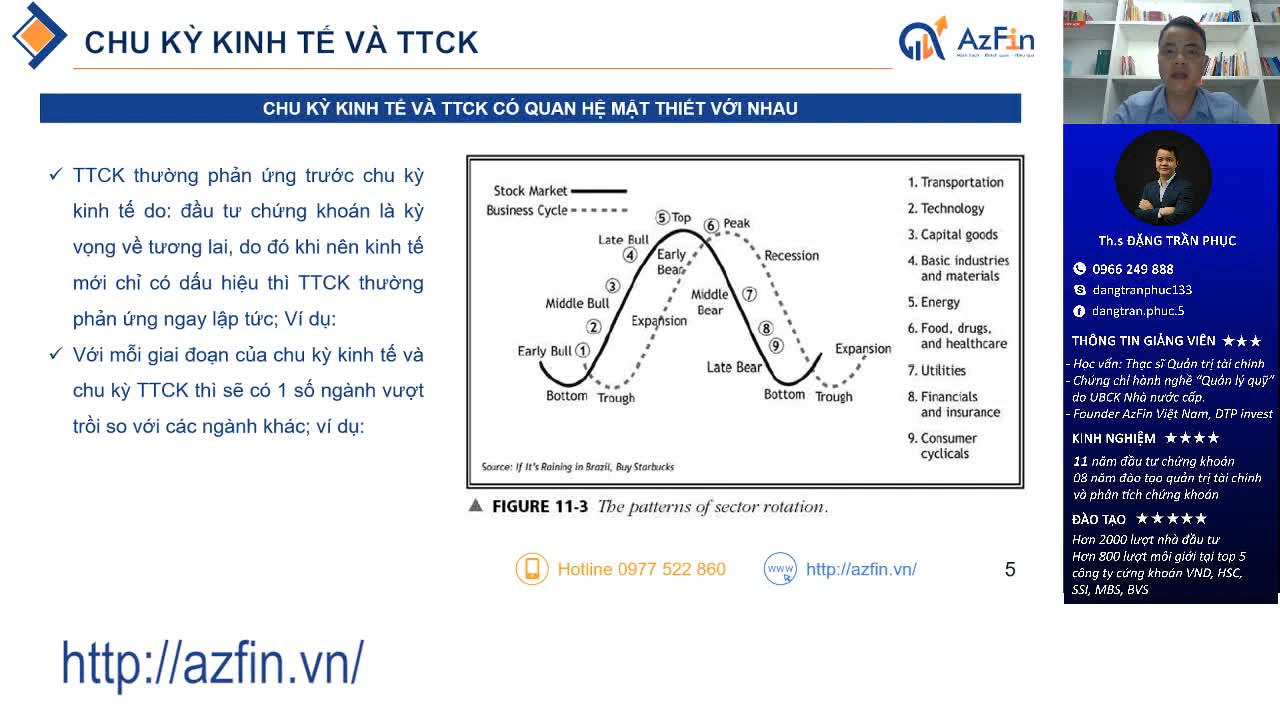 CHU KỲ KINH TẾ VÀ TTCK
AzFin
CHU KỲ KINH TẾ VÀ TTCK CÓ QUAN HỆ MẬT THIẾT VỚI NHAU
✓ TTCK thường phản ứng trước chu kỳ
kinh tế do: đầu tư chứng khoán là kỳ
vọng về tương lai, do đó khi nên kinh tế
mới chỉ có dấu hiệu thì TTCK thường
phản ứng ngay lập tức; Ví dụ:
✓ Với mỗi giai đoạn của chu kỳ kinh tế và
chu kỳ TTCK thì sẽ có 1 số ngành vượt
trội so với các ngành khác; ví dụ:
Stock Market
Business Cycle
⑤ Top
⑥ Peak
Late Bull
④
Early
Bear
Recession
③
Middle Bull
Middle
Bear
⑦
②
Expansion
⑧
⑨
Early Bull ①
Late Bear
Expansion
Bottom
Trough
Bottom
Trough
1. Transportation
2. Technology
3. Capital goods
4. Basic industries
and materials
5. Energy
6. Food, drugs,
and healthcare
7. Utilities
8. Financials
and insurance
9. Consumer
cyclicals
Source: If It's Raining in Brazil, Buy Starbucks
▲ FIGURE 11-3 The patterns of sector rotation.
Hotline 0977 522 860
www
http://azfin.vn/
5
http://azfin.vn/
Th.s ĐẶNG TRẦN PHỤC
0966 249 888
dangtranphuc133
dangtran.phuc.5
THÔNG TIN GIẢNG VIÊN ★★★
- Học vấn: Thạc sĩ Quản trị tài chính
- Chứng chỉ hành nghề “Quản lý quỹ”
do UBCK Nhà nước cấp.
- Founder AzFin Việt Nam, DTP invest
KINH NGHIỆM ★★★★
11 năm đầu tư chứng khoán
08 năm đào tạo quản trị tài chính
và phân tích chứng khoán
ĐÀO TẠO ★★★★★
Hơn 2000 lượt nhà đầu tư
Hơn 800 lượt môi giới tại top 5
công ty cứng khoán VND, HSC,
SSI, MBS, BVS